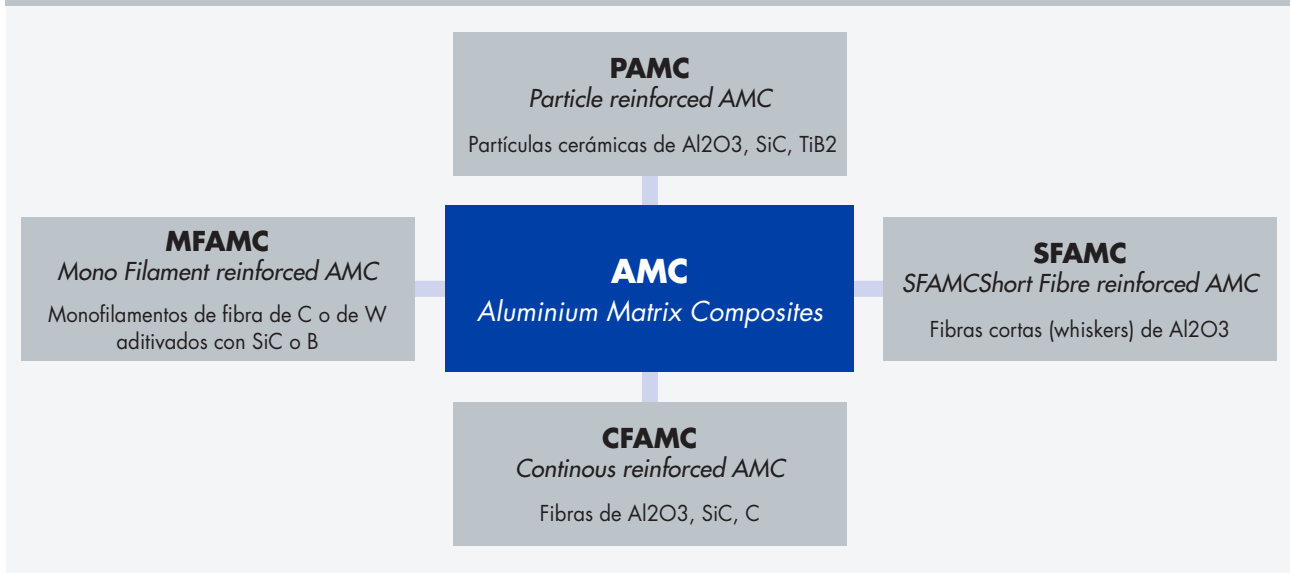 PAMC
Particle reinforced AMC
Partículas cerámicas de Al2O3, SiC, TiB2
MFAMC
Mono Filament reinforced AMC
Monofilamentos de fibra de C o de W
aditivados con SiC o B
AMC
Aluminium Matrix Composites
SFAMC
SFAMCShort Fibre reinforced AMC
Fibras cortas (whiskers) de Al2O3
CFAMC
Continous reinforced AMC
Fibras de Al2O3, SiC, C